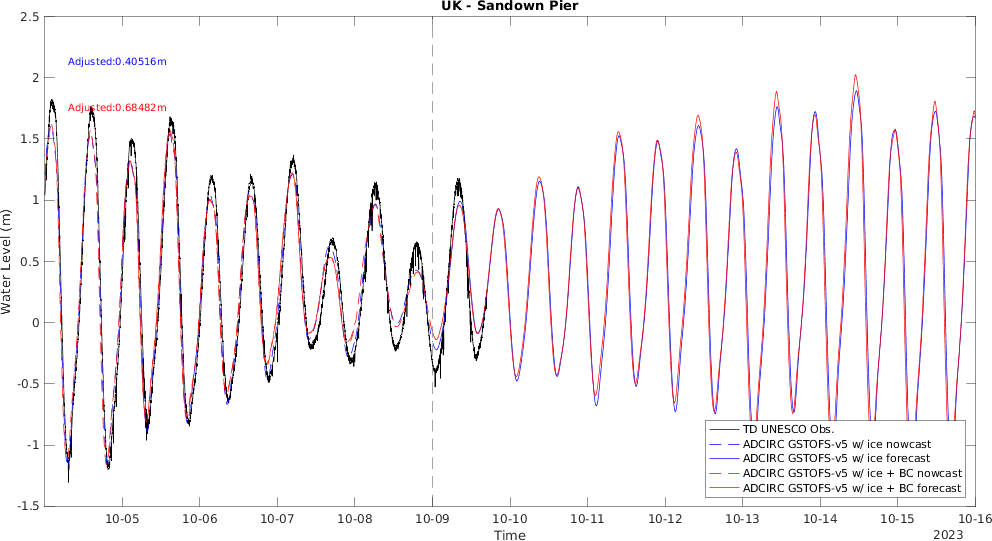 UK - Sandown Pier
2.5
2
1.5
1
0.5
0
-0.5
-1
-1.5
Water Level (m)
Adjusted:0.40516m
Adjusted:0.68482m
TD UNESCO Obs.
ADCIRC GSTOFS-v5 w/ ice nowcast
ADCIRC GSTOFS-v5 w/ ice forecast
ADCIRC GSTOFS-v5 w/ ice + BC nowcast
ADCIRC GSTOFS-v5 w/ ice + BC forecast
10-05 10-06 10-07 10-08 10-09 10-10 10-11 10-12 10-13 10-14 10-15 10-16
Time
2023